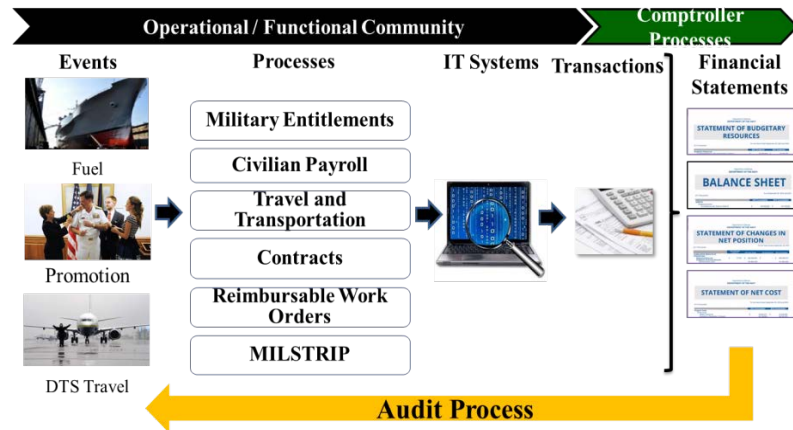 Operational / Functional Community
Comptroller
Processes
Events
Processes
IT Systems
Transactions
Financial
Statements
Fuel
Promotion
DTS Travel
Military Entitlements
Civilian Payroll
Travel and
Transportation
Contracts
Reimbursable Work
Orders
MILSTRIP
STATEMENT OF BUDGETARY
RESOURCES
BALANCE SHEET
STATEMENT OF CHANGES IN
NET POSITION
STATEMENT OF NET COST
Audit Process